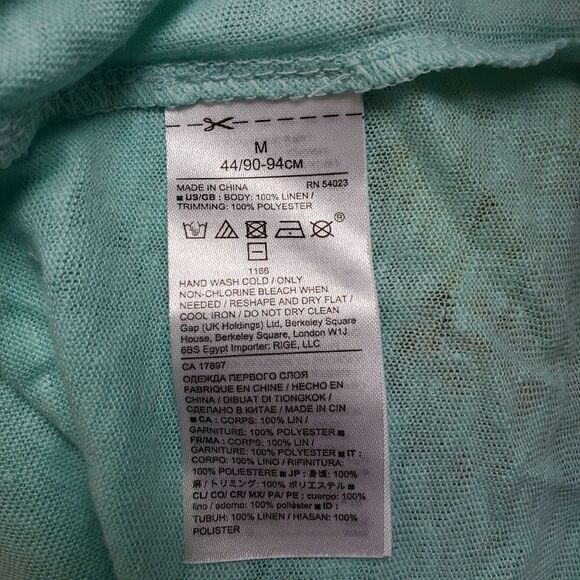 M
44/90-94CM
MADE IN CHINA RN 54023
■ US/GB : BODY: 100% LINEN /
TRIMMING: 100% POLYESTER
®
1166
HAND WASH COLD / ONLY
NON-CHLORINE BLEACH WHEN
NEEDED / RESHAPE AND DRY FLAT /
COOL IRON / DO NOT DRY CLEAN
Gap (UK Holdings) Ltd, Berkeley Square
House, Berkeley Square, London W1J
6BS Egypt Importer: RIGE, LLC
CA 17897
ОДЕЖДА ПЕРВОГО СЛОЯ
FABRIQUE EN CHINE / HECHO EN
CHINA / DIBUAT DI TIONGKOK /
СДЕЛАНО В КИТАЕ / MADE IN CIN
■ CA : CORPS: 100% LIN /
GARNITURE: 100% POLYESTER ■
FR/MA : CORPS: 100% LIN /
GARNITURE: 100% POLYESTER ■ IT :
CORPO: 100% LINO / RIFINITURA:
100% POLIESTERE ■ JP : 身頃: 100%
麻 / トリミング: 100% ポリエステル ■
CL/ CO/ CR/ MX/ PA/ PE : cuerpo: 100%
lino / adorno: 100% poliéster ■ ID :
TUBUH: 100% LINEN / HIASAN: 100%
POLISTER